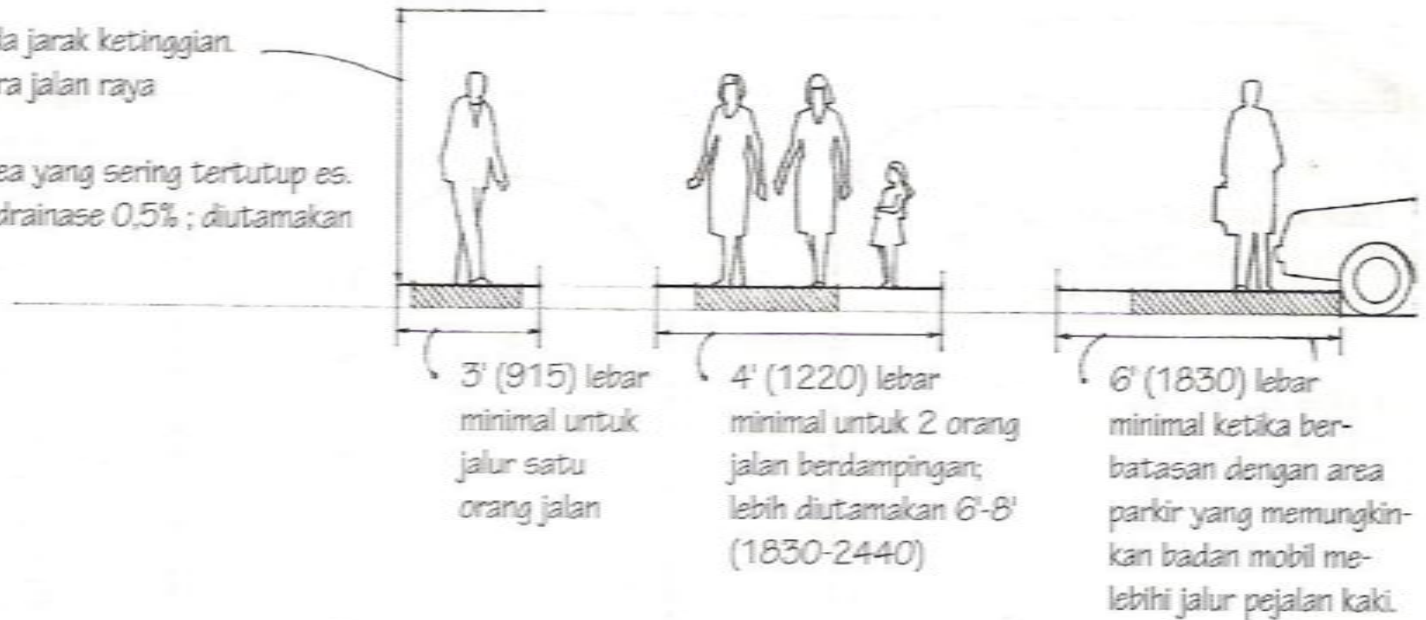 la jarak ketinggian.
ra jalan raya
ea yang sering tertutup es.
drainase 0,5% ; diutamakan
3' (915) lebar
minimal untuk
jalur satu
orang jalan
4' (1220) lebar
minimal untuk 2 orang
jalan berdampingan;
lebih diutamakan 6'-8'
(1830-2440)
6' (1830) lebar
minimal ketika ber-
batasan dengan area
parkir yang memungkin-
kan badan mobil me-
lebihi jalur pejalan kaki.